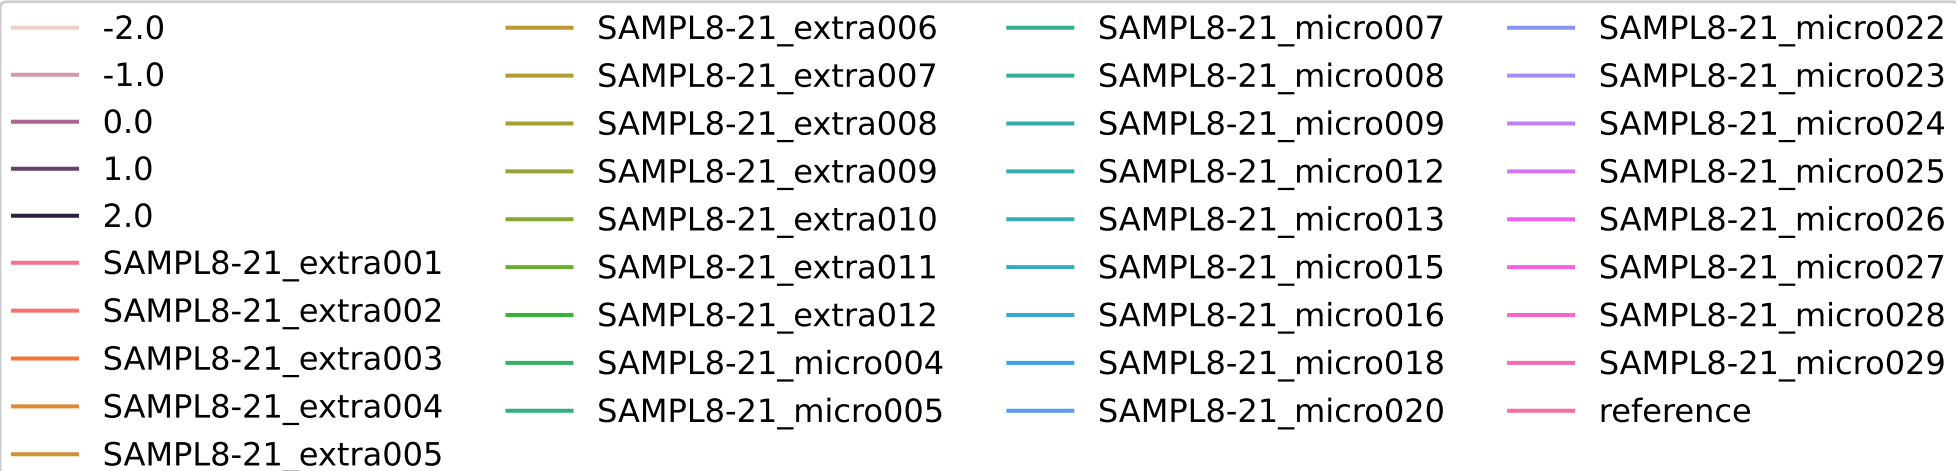 -2.0
-1.0
0.0
1.0
2.0
SAMPL8-21_extra001
SAMPL8-21_extra002
SAMPL8-21_extra003
SAMPL8-21_extra004
SAMPL8-21_extra005
SAMPL8-21_extra006
SAMPL8-21_extra007
SAMPL8-21_extra008
SAMPL8-21_extra009
SAMPL8-21_extra010
SAMPL8-21_extra011
SAMPL8-21_extra012
SAMPL8-21_micro004
SAMPL8-21_micro005
SAMPL8-21_micro007
SAMPL8-21_micro008
SAMPL8-21_micro009
SAMPL8-21_micro012
SAMPL8-21_micro013
SAMPL8-21_micro015
SAMPL8-21_micro016
SAMPL8-21_micro018
SAMPL8-21_micro020
SAMPL8-21_micro022
SAMPL8-21_micro023
SAMPL8-21_micro024
SAMPL8-21_micro025
SAMPL8-21_micro026
SAMPL8-21_micro027
SAMPL8-21_micro028
SAMPL8-21_micro029
reference